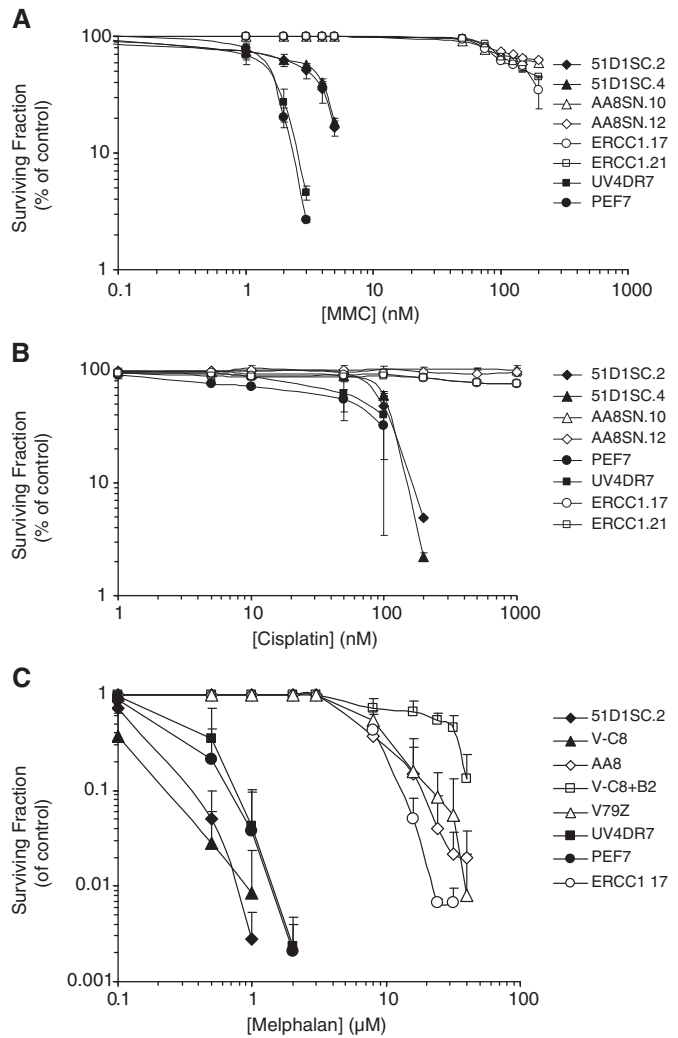 A
100
10
1
0.1
1
10
100
1000
Surviving Fraction
(% of control)
[MMC] (nM)
51D1SC.2
51D1SC.4
AA8SN.10
AA8SN.12
ERCC1.17
ERCC1.21
UV4DR7
PEF7
B
100
10
1
1
10
100
1000
Surviving Fraction
(% of control)
[Cisplatin] (nM)
51D1SC.2
51D1SC.4
AA8SN.10
AA8SN.12
PEF7
UV4DR7
ERCC1.17
ERCC1.21
C
1
0.1
0.01
0.001
0.1
1
10
100
Surviving Fraction
(of control)
[Melphalan] (µM)
51D1SC.2
V-C8
AA8
V-C8+B2
V79Z
UV4DR7
PEF7
ERCC1 17